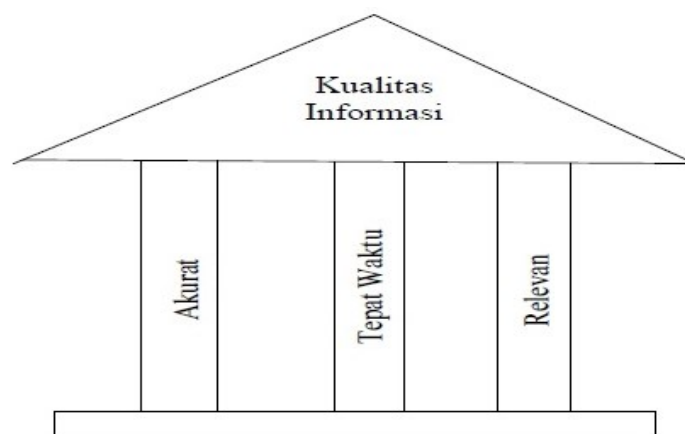 Kualitas
Informasi
Akurat
Tepat Waktu
Relevan